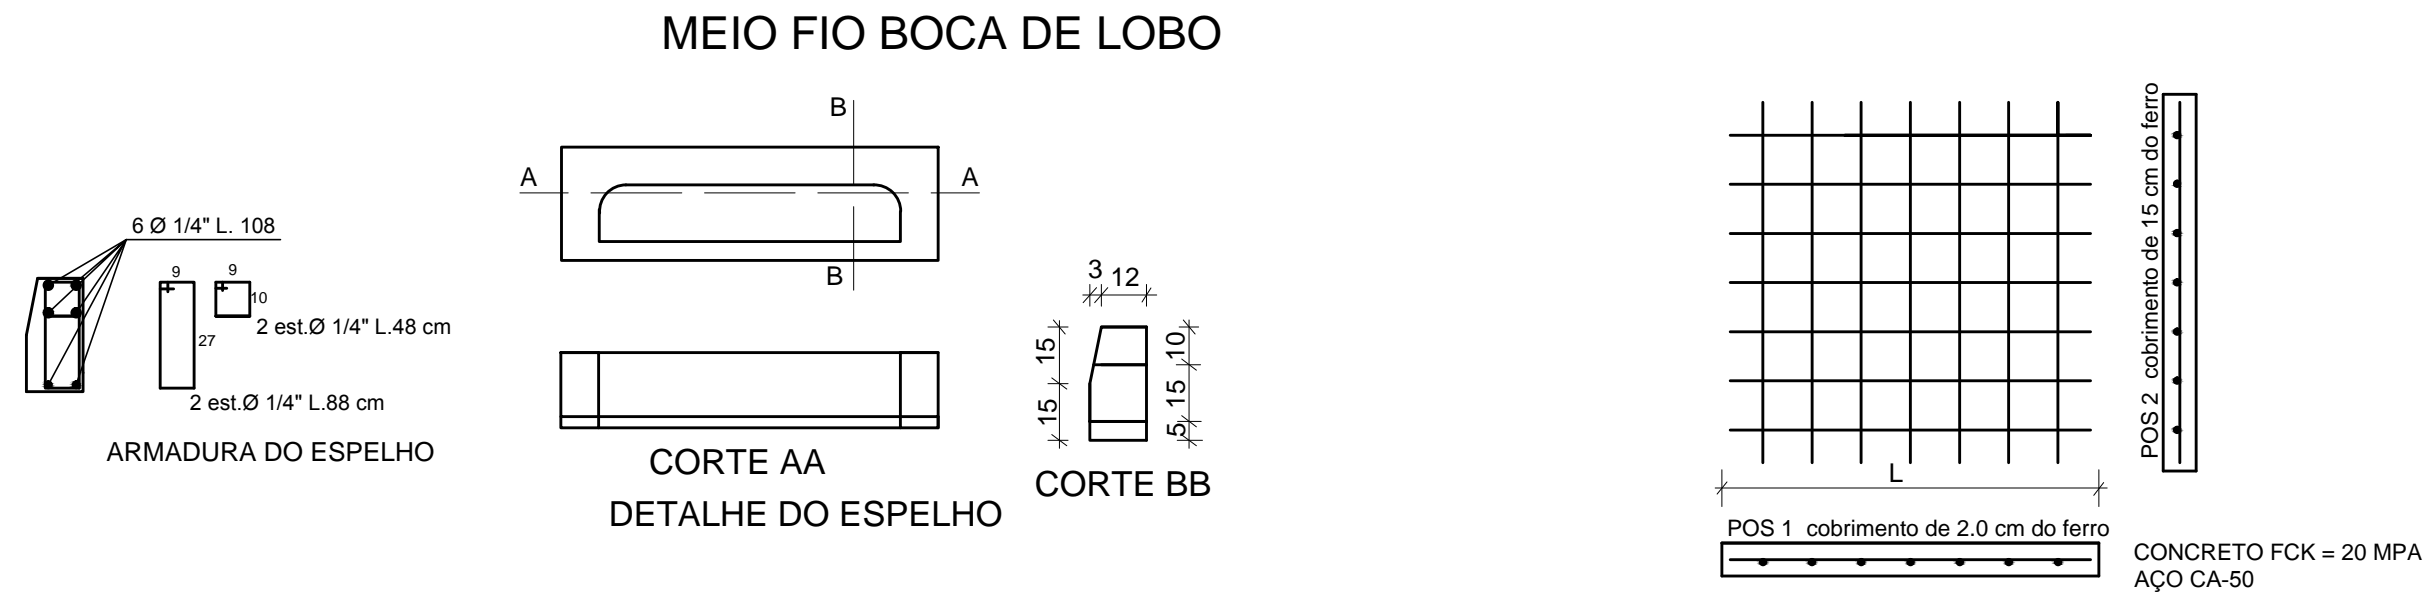 MEIO FIO BOCA DE LOBO
B
A
A
B
6 Ø 1/4" L. 108
9
9
10
2 est.Ø 1/4" L.48 cm
27
2 est.Ø 1/4" L.88 cm
ARMADURA DO ESPELHO
CORTE AA
DETALHE DO ESPELHO
3
12
15
15
10
15
5
CORTE BB
POS 2 cobrimento de 15 cm do ferro
L
POS 1 cobrimento de 2.0 cm do ferro
CONCRETO FCK = 20 MPA
AÇO CA-50